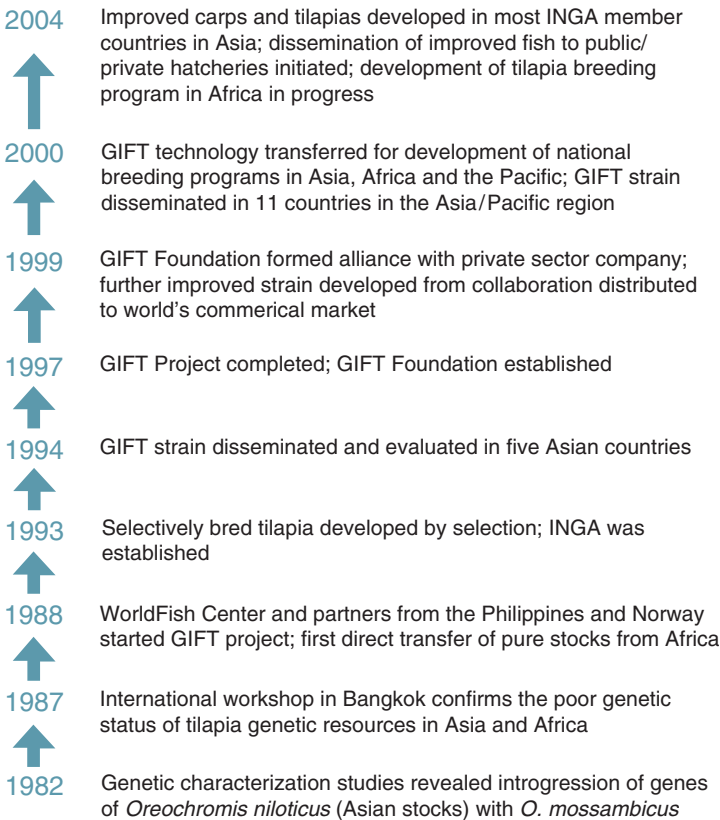 2004 Improved carps and tilapias developed in most INGA member
countries in Asia; dissemination of improved fish to public/
private hatcheries initiated; development of tilapia breeding
program in Africa in progress
2000 GIFT technology transferred for development of national
breeding programs in Asia, Africa and the Pacific; GIFT strain
disseminated in 11 countries in the Asia/Pacific region
1999 GIFT Foundation formed alliance with private sector company;
further improved strain developed from collaboration distributed
to world's commerical market
1997 GIFT Project completed; GIFT Foundation established
1994 GIFT strain disseminated and evaluated in five Asian countries
1993 Selectively bred tilapia developed by selection; INGA was
established
1988 WorldFish Center and partners from the Philippines and Norway
started GIFT project; first direct transfer of pure stocks from Africa
1987 International workshop in Bangkok confirms the poor genetic
status of tilapia genetic resources in Asia and Africa
1982 Genetic characterization studies revealed introgression of genes
of Oreochromis niloticus (Asian stocks) with O. mossambicus